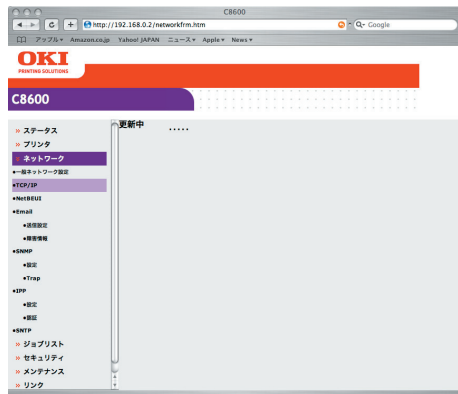 C8600
http://192.168.0.2/networkfrm.htm
Q- Google
アップル▼ Amazon.co.jp Yahoo! JAPAN ニュース▼ Apple▼ News▼
OKI
PRINTING SOLUTIONS
C8600
» ステータス
» プリンタ
» ネットワーク
•一般ネットワーク設定
•TCP/IP
•NetBEUI
•Email
•送信設定
•障害情報
•SNMP
•設定
•Trap
•IPP
•設定
•認証
•SNTP
» ジョブリスト
» セキュリティ
» メンテナンス
» リンク
更新中 .....